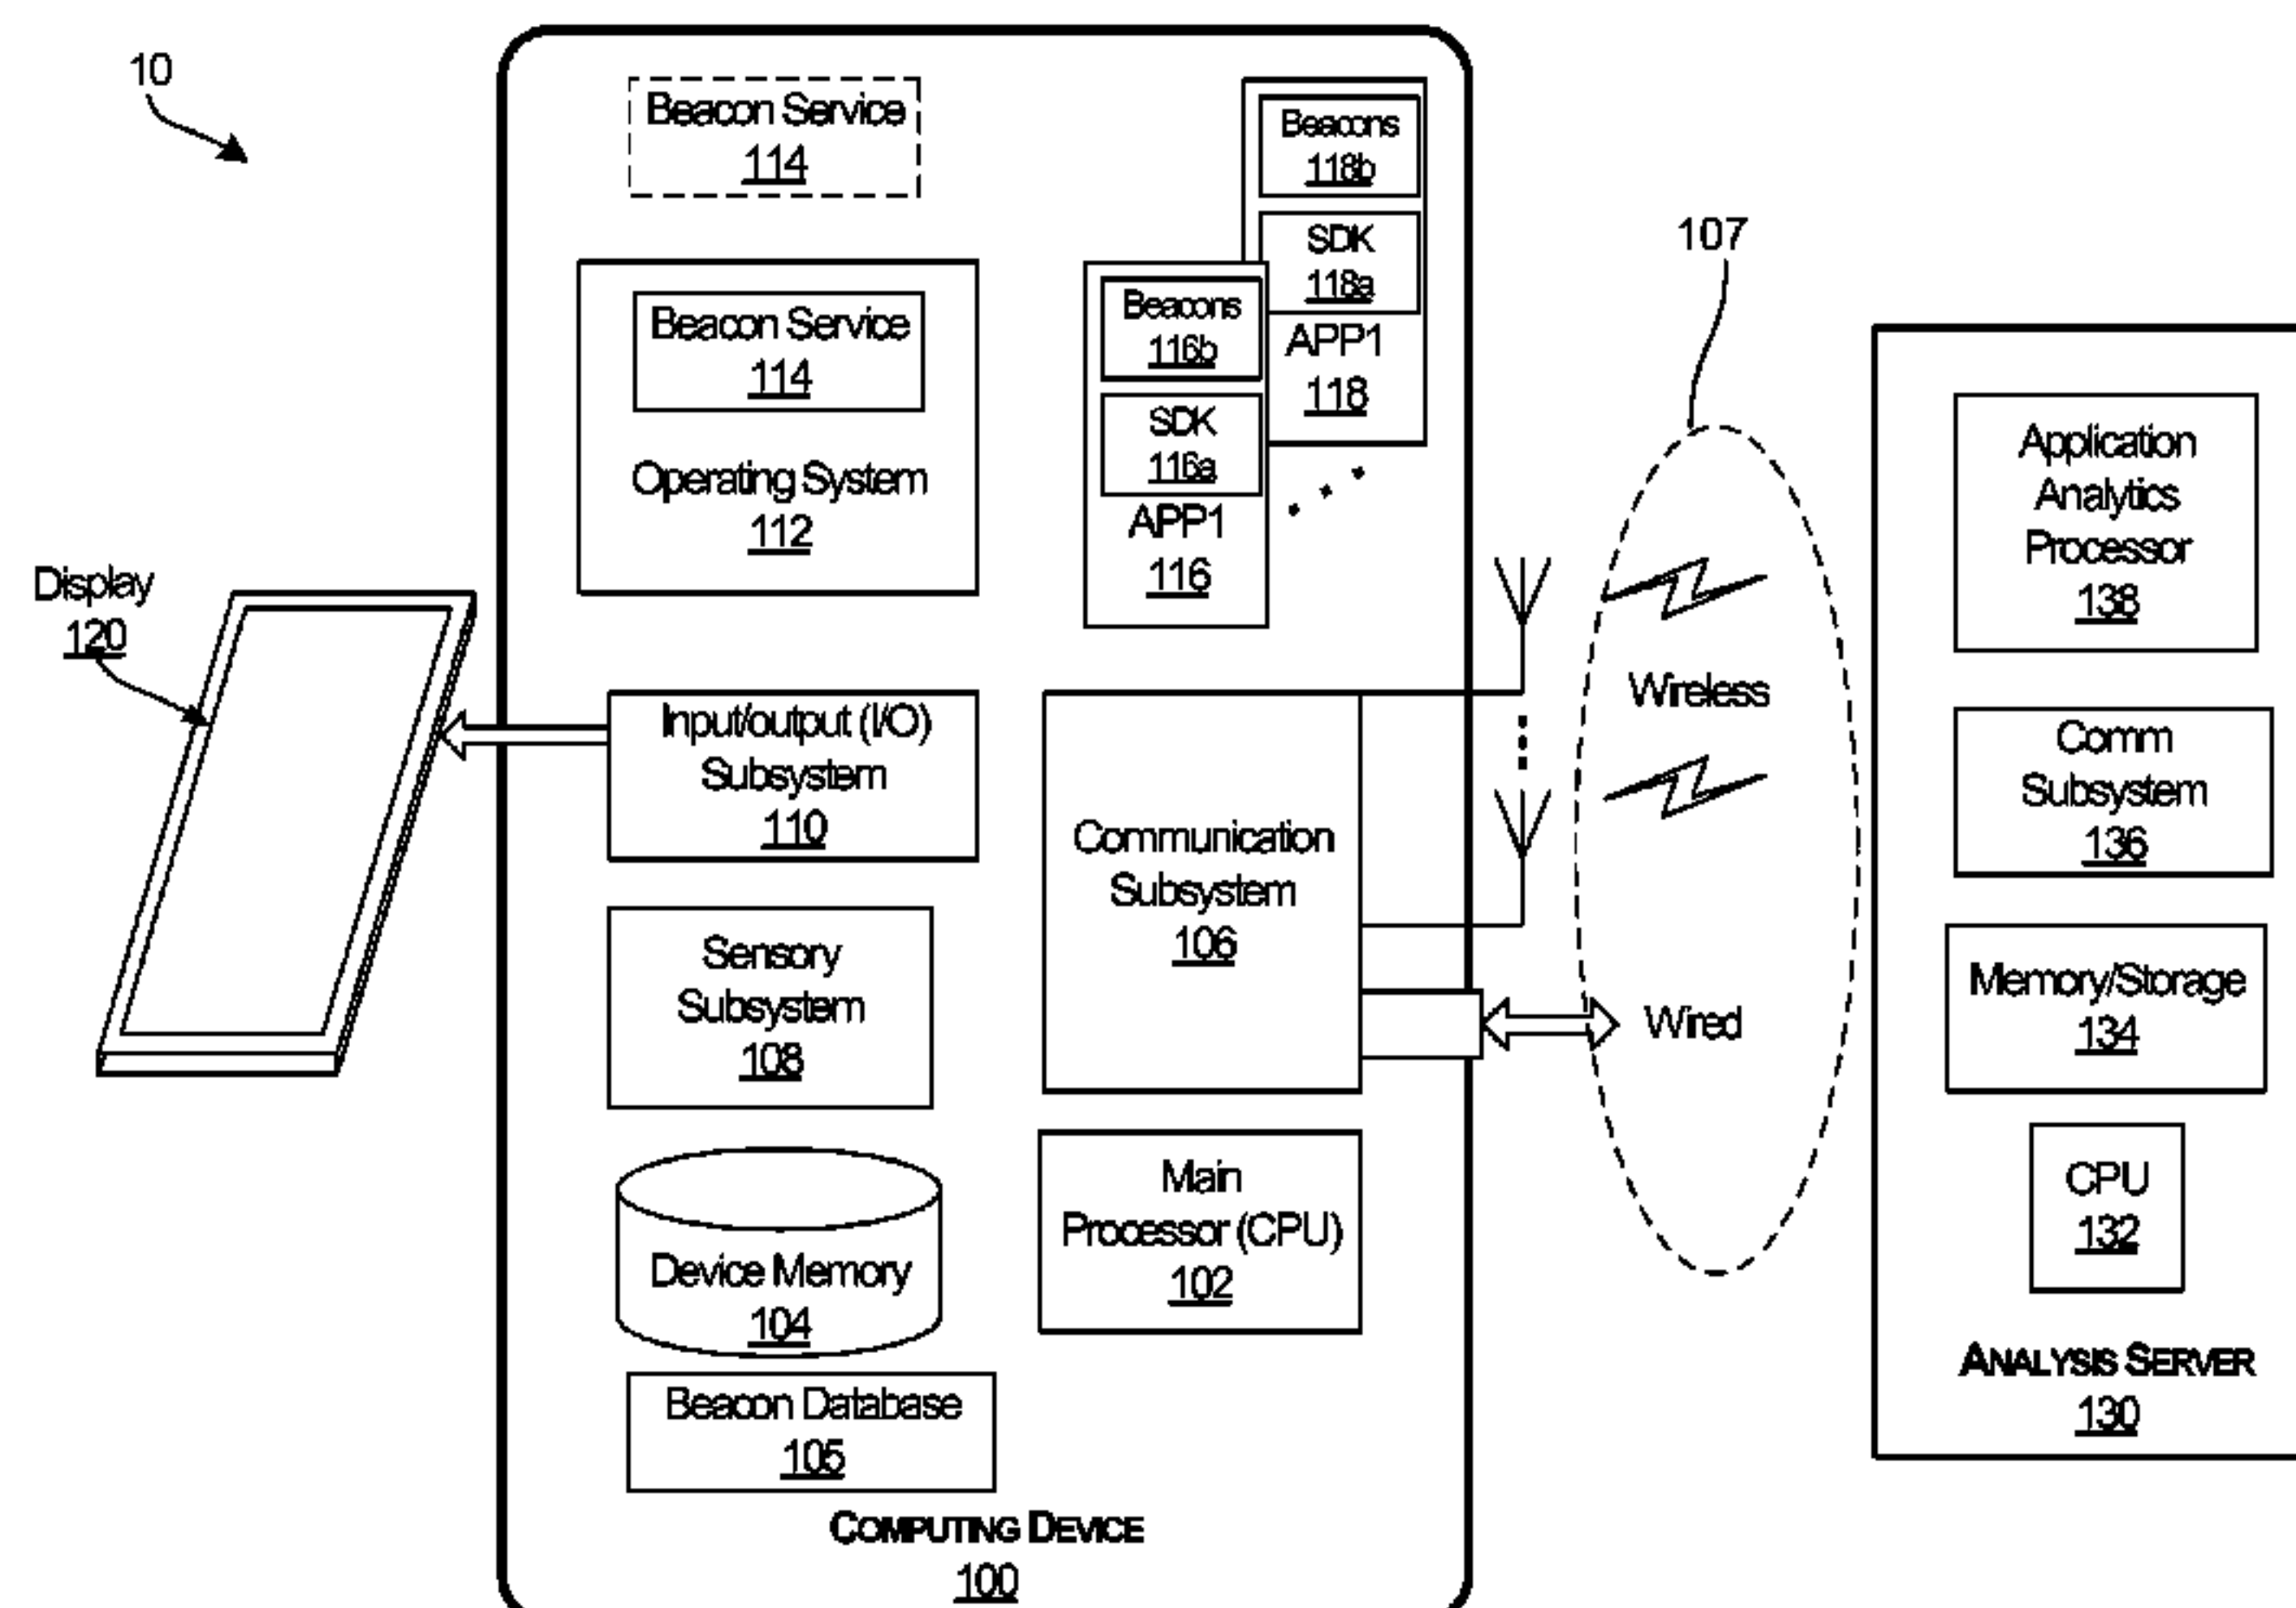 10
Beacon Service
114
Beacons
118b
SDK
118a
APP1
118
Beacon Service
114
Operating System
112
Beacons
116b
SDK
116a
APP1
116
107
Display
120
Input/output (I/O)
Subsystem
110
Communication
Subsystem
106
Sensory
Subsystem
108
Device Memory
104
Main
Processor (CPU)
102
Beacon Database
105
COMPUTING DEVICE
100
Wireless
Wired
Application
Analytics
Processor
138
Comm
Subsystem
136
Memory/Storage
134
CPU
132
ANALYSIS SERVER
130